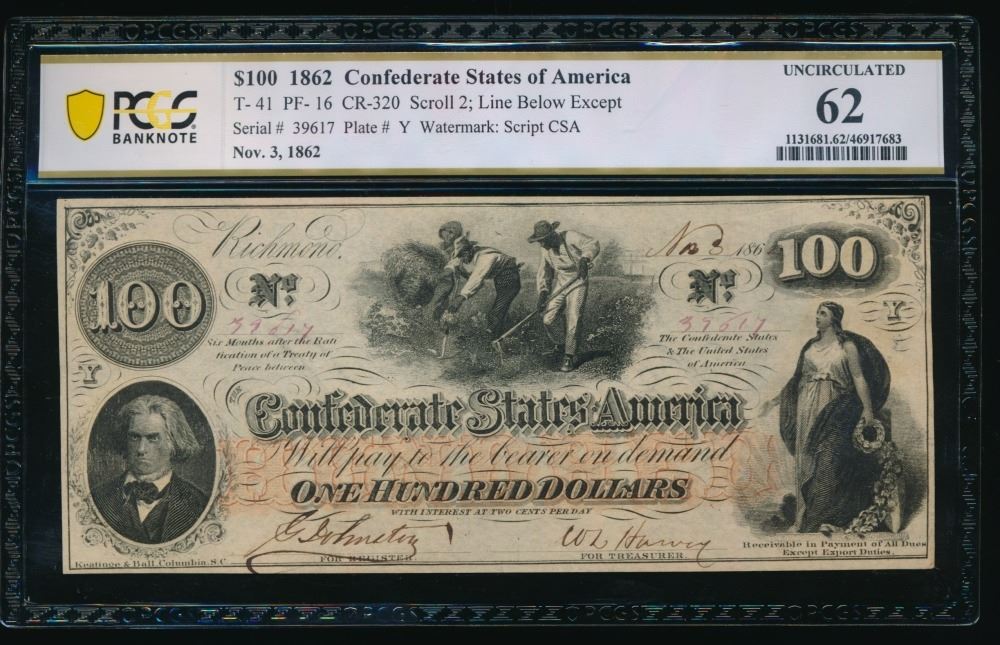 $100 1862 Confederate States of America
T- 41 PF- 16 CR-320 Scroll 2; Line Below Except
Serial # 39617 Plate # Y Watermark: Script CSA
Nov. 3, 1862
PCGS
BANKNOTE
UNCIRCULATED
62
1131681.62/46917683
Richmond,
Nov 3 186
100
100
No.
No.
39617
39617
Y
Y
Six Months after the Rati
fication of a Treaty of
Peace between
The Confederate States
& The United States
of America
THE
Confederate States America
Will pay to the bearer on demand
ONE HUNDRED DOLLARS
WITH INTEREST AT TWO CENTS PER DAY
FOR REGISTER.
FOR TREASURER.
Receivable in Payment of All Dues
Except Export Duties.
Keatinge & Ball, Columbia, S.C.